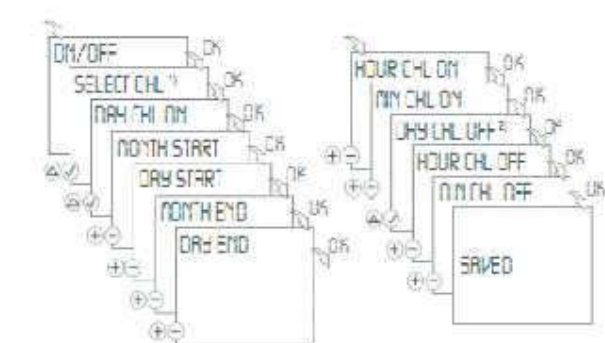 ON/OFF
OK
SELECT CHL ¹⁾
OK
DAY CHL ON
OK
MONTH START
OK
DAY START
OK
MONTH END
OK
DAY END
OK
HOUR CHL ON
OK
MIN CHL ON
OK
DAY CHL OFF ²
OK
HOUR CHL OFF
OK
MIN CHL OFF
OK
SAVED